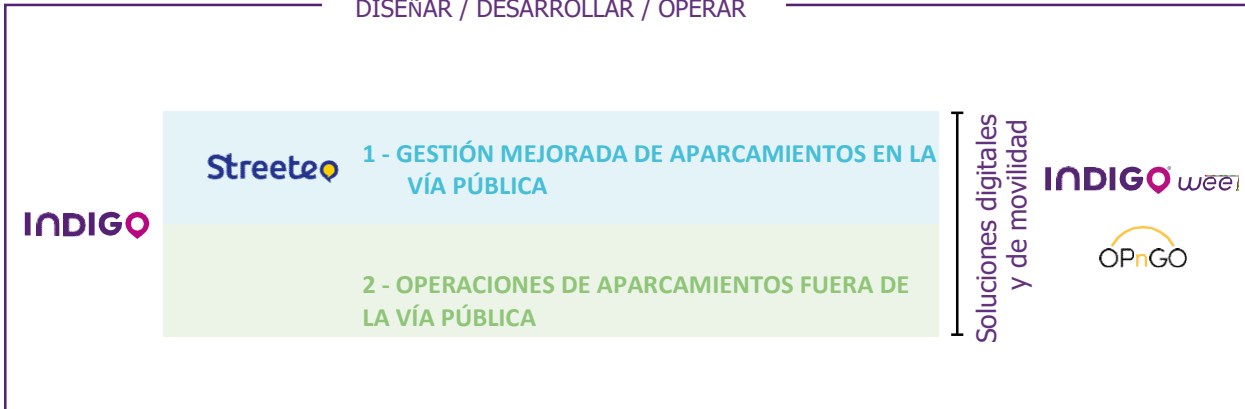 DISEÑAR / DESARROLLAR / OPERAR
Streeteo
1 - GESTIÓN MEJORADA DE APARCAMIENTOS EN LA
VÍA PÚBLICA
INDIGO
2 - OPERACIONES DE APARCAMIENTOS FUERA DE
LA VÍA PÚBLICA
Soluciones digitales
y de movilidad
INDIGO
OPnGO